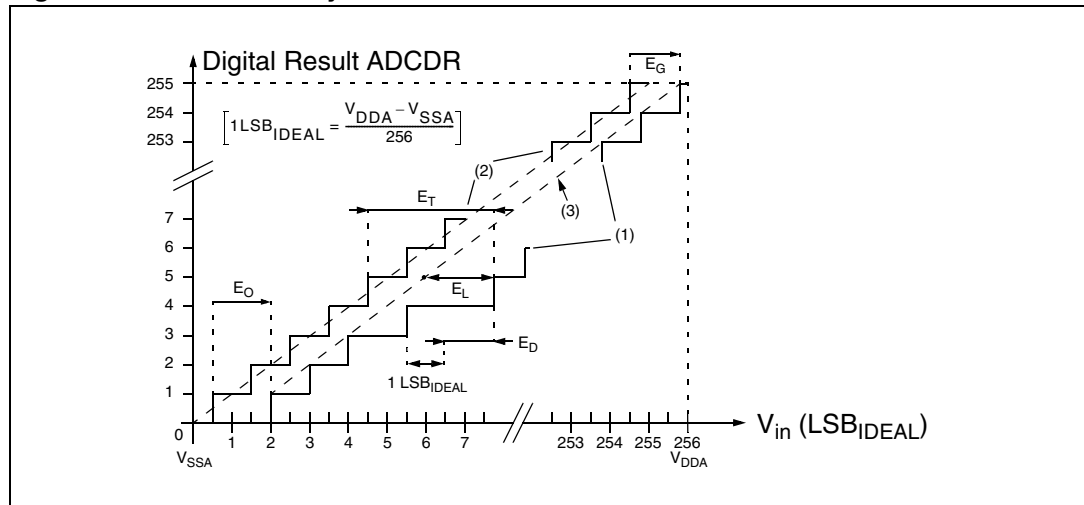 Digital Result ADCDR
E_G
255
254
253
[1LSB_IDEAL = (V_DDA – V_SSA) / 256]
(2)
E_T
(3)
7
(1)
6
5
E_O
E_L
4
3
E_D
2
1 LSB_IDEAL
1
0
1 2 3 4 5 6 7 253 254 255 256
V_in (LSB_IDEAL)
V_SSA
V_DDA